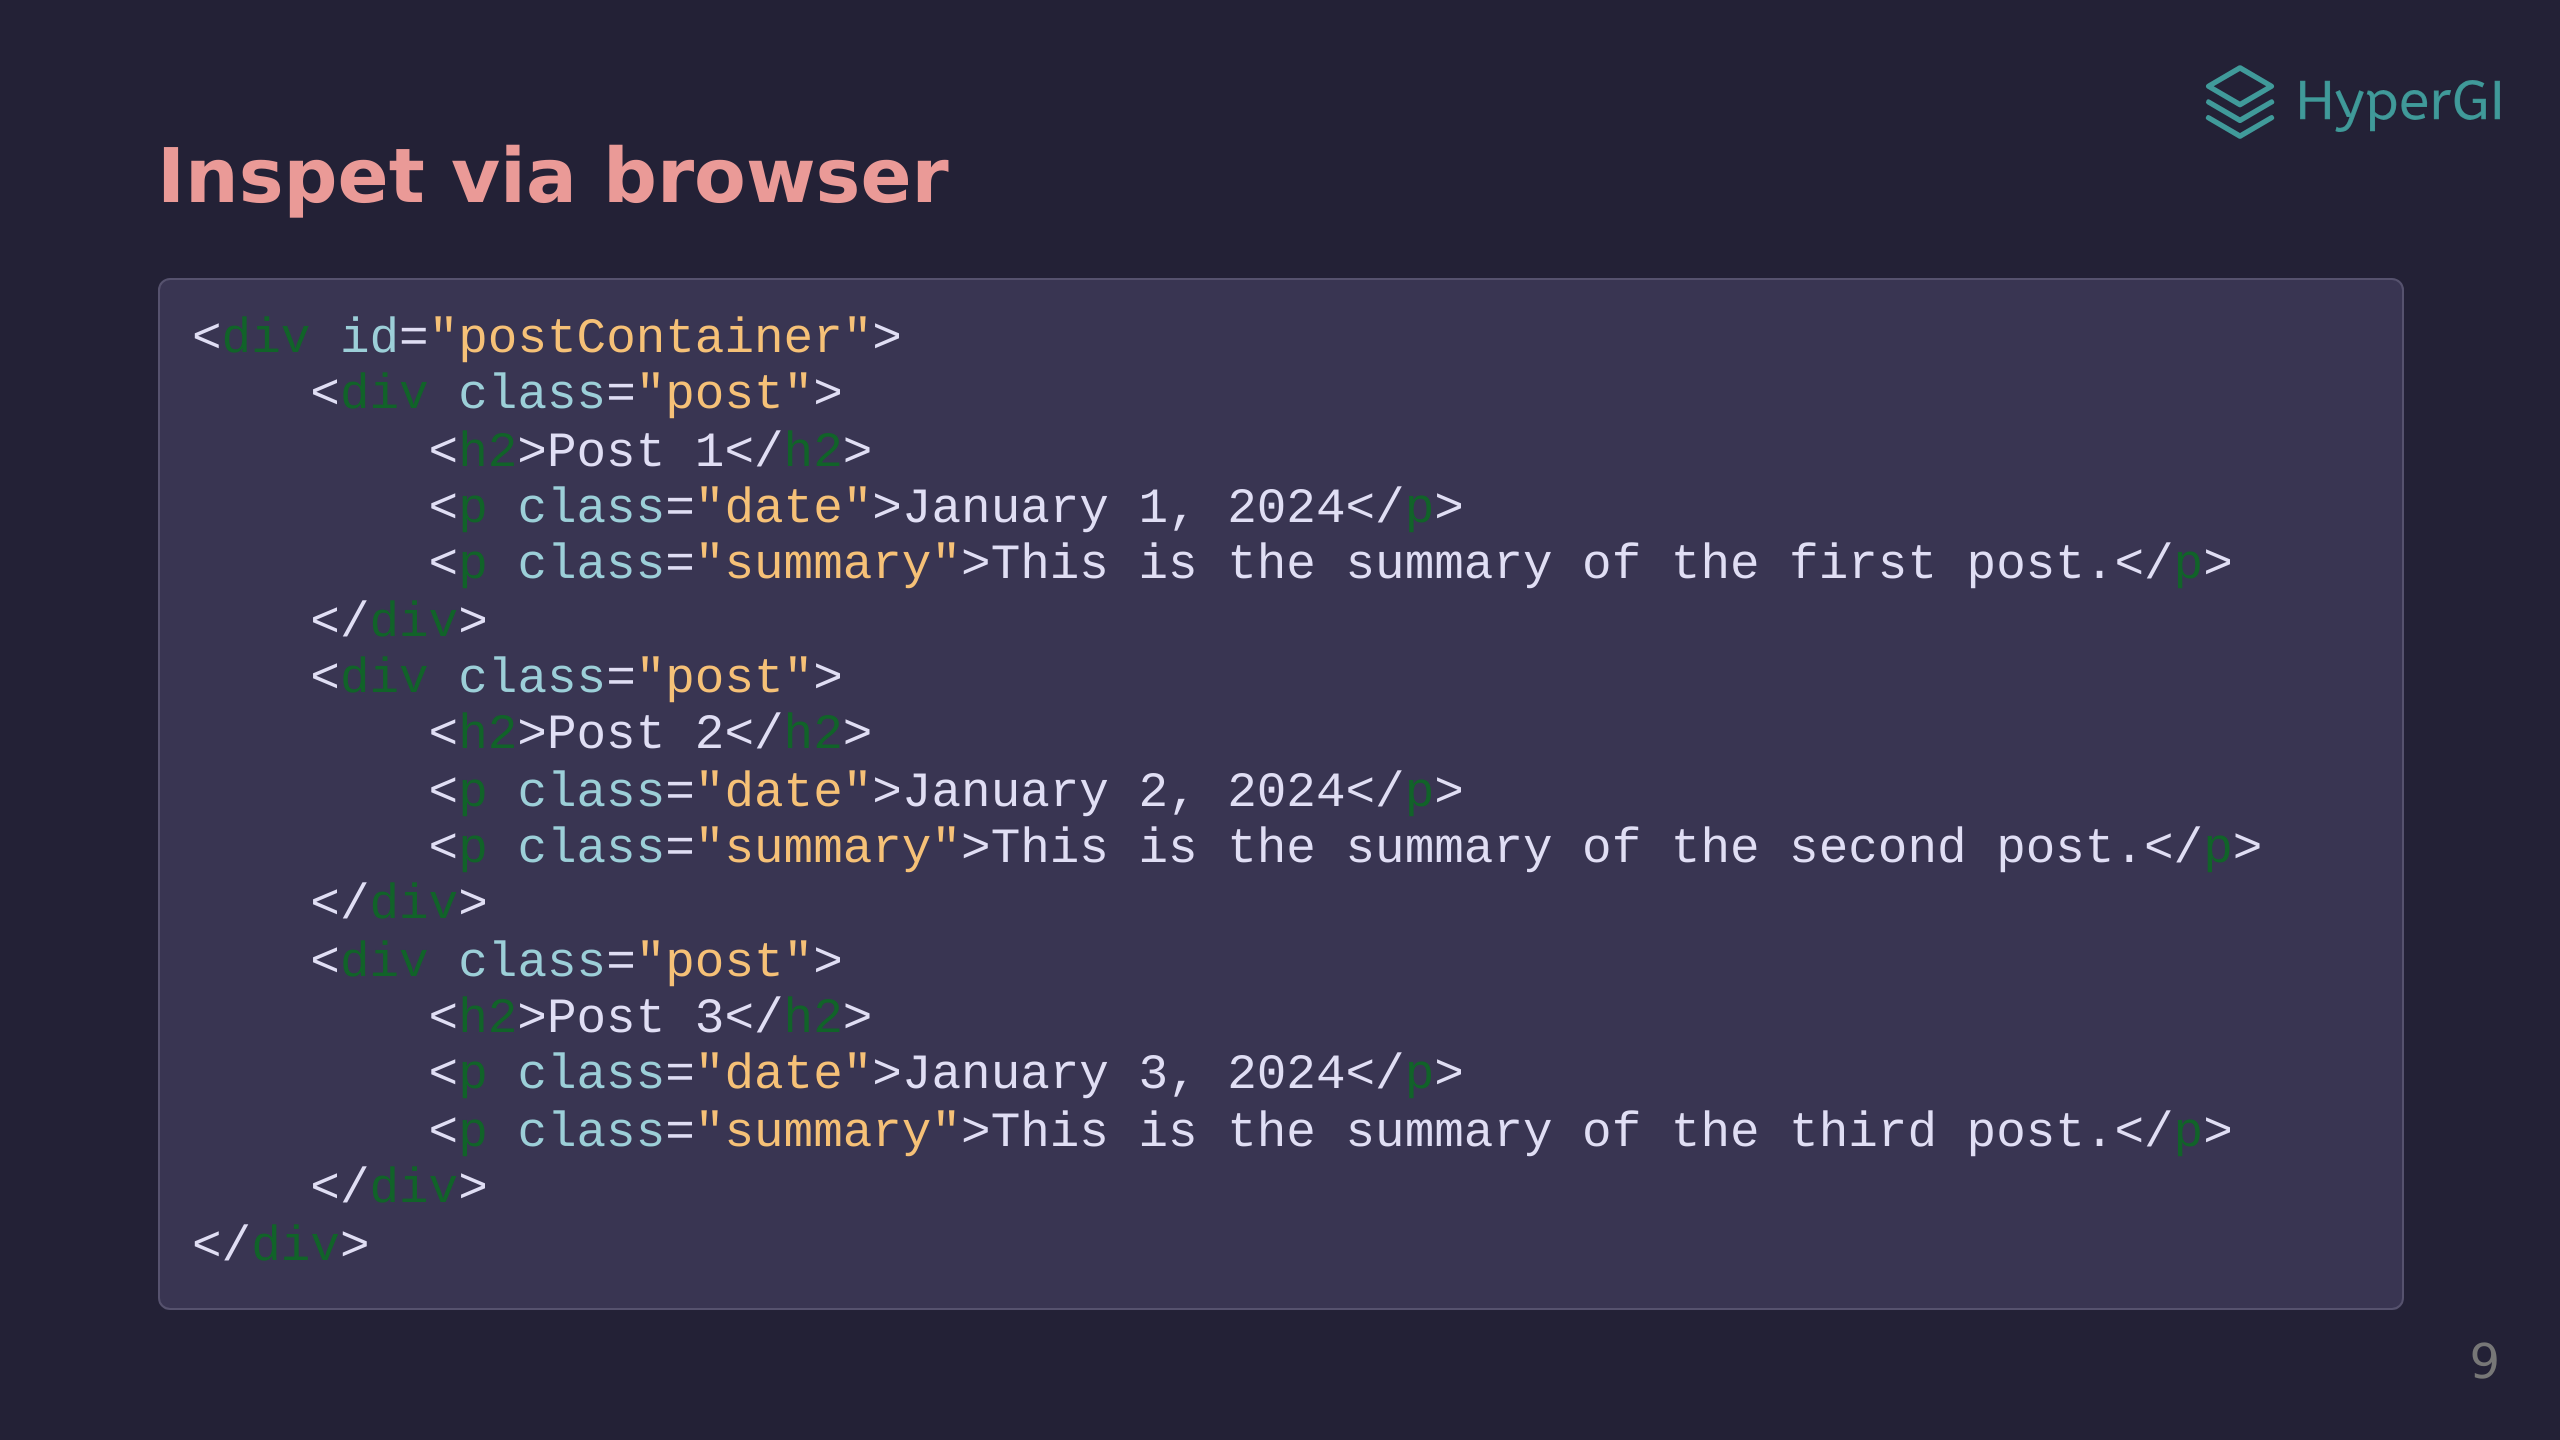 HyperGI
Inspet via browser
<div id="postContainer">
    <div class="post">
        <h2>Post 1</h2>
        <p class="date">January 1, 2024</p>
        <p class="summary">This is the summary of the first post.</p>
    </div>
    <div class="post">
        <h2>Post 2</h2>
        <p class="date">January 2, 2024</p>
        <p class="summary">This is the summary of the second post.</p>
    </div>
    <div class="post">
        <h2>Post 3</h2>
        <p class="date">January 3, 2024</p>
        <p class="summary">This is the summary of the third post.</p>
    </div>
</div>
9